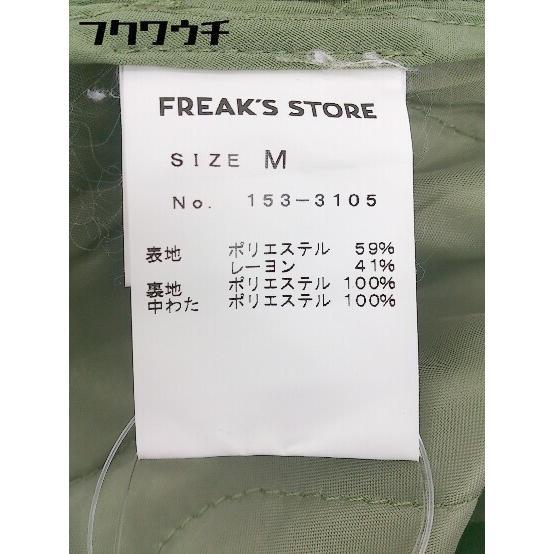 フクワウチ
FREAK'S STORE
SIZE M
No. 153-3105
表地 ポリエステル 59%
レーヨン 41%
裏地 ポリエステル 100%
中わた ポリエステル 100%